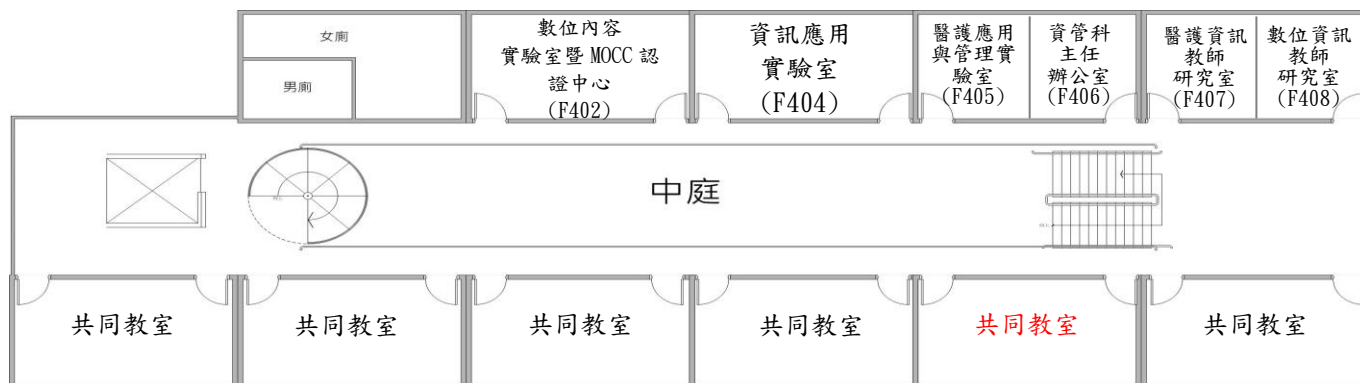 女廁
男廁
數位內容
實驗室暨 MOCC 認
證中心
(F402)
資訊應用
實驗室
(F404)
醫護應用
與管理實
驗室
(F405)
資管科
主任
辦公室
(F406)
醫護資訊
教師
研究室
(F407)
數位資訊
教師
研究室
(F408)
中庭
共同教室
共同教室
共同教室
共同教室
共同教室
共同教室